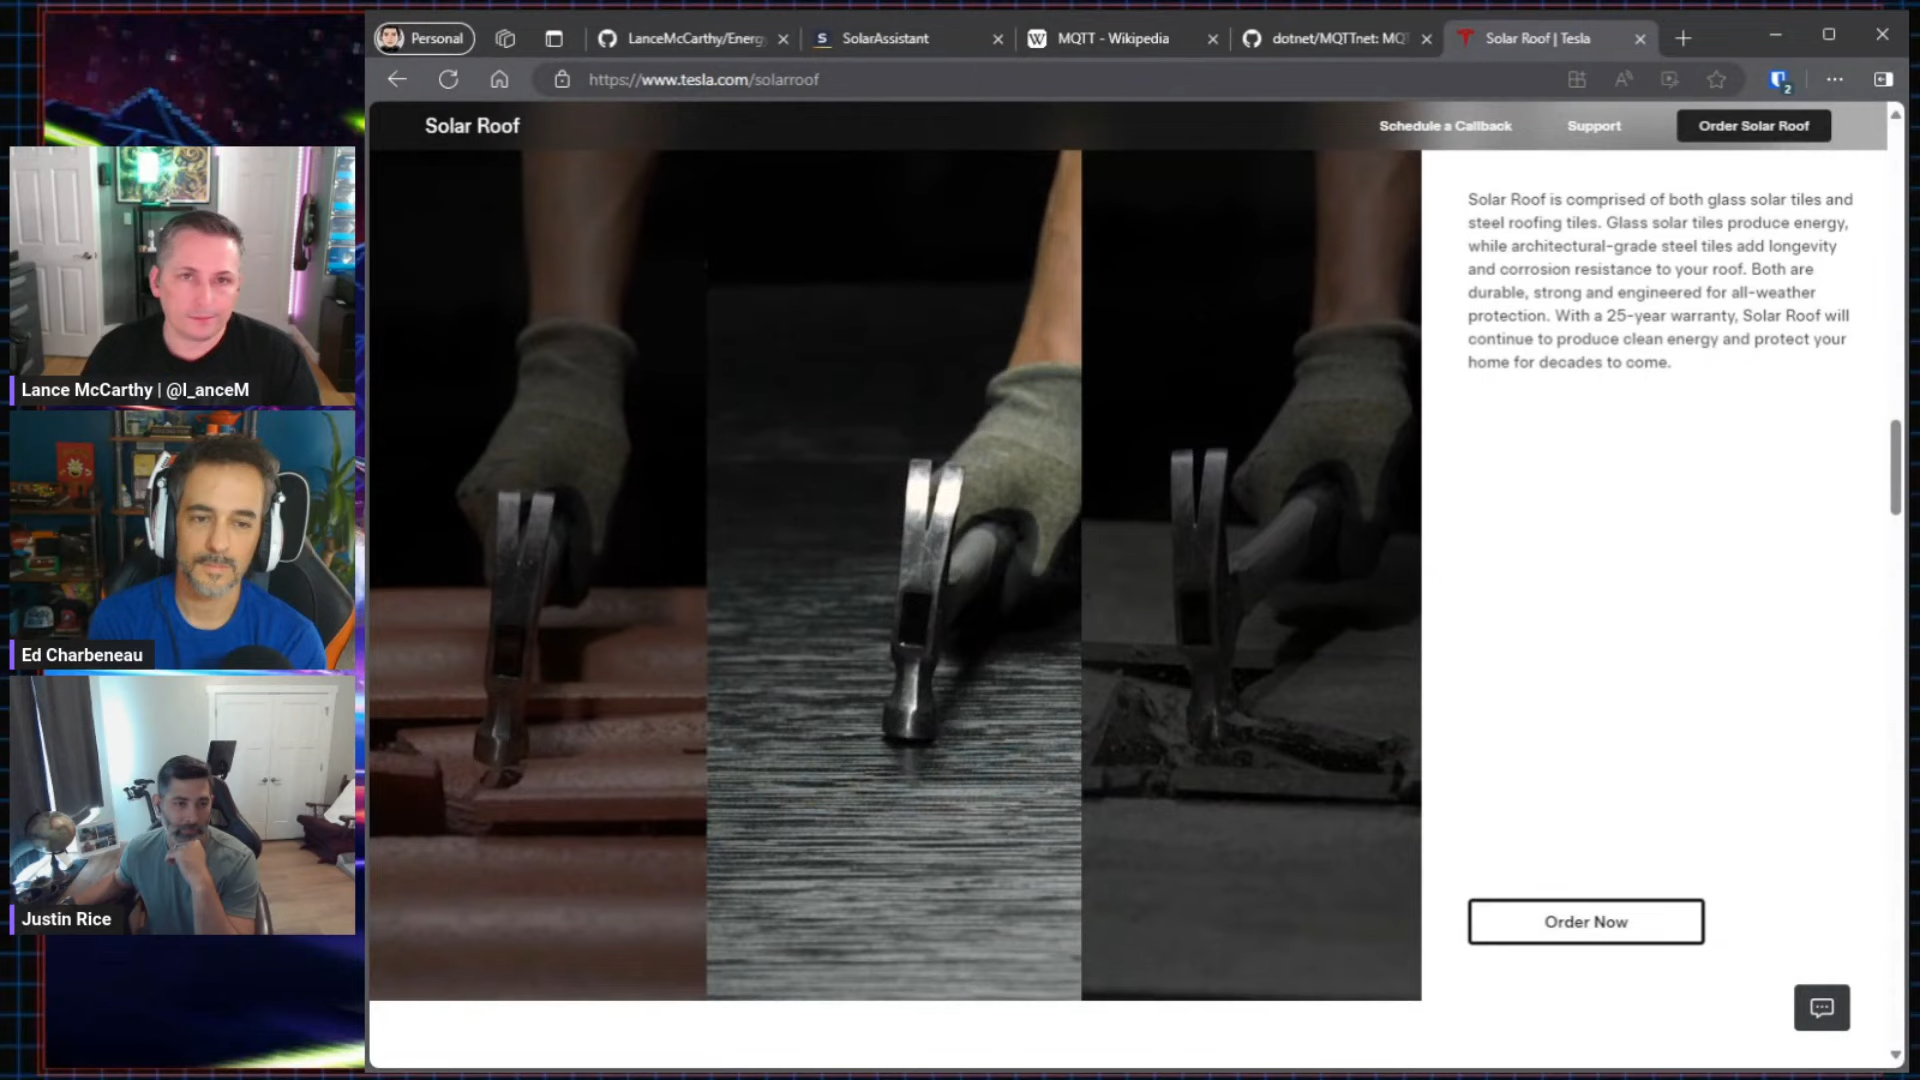 Personal
LanceMcCarthy/Energ
SolarAssistant
MQTT - Wikipedia
dotnet/MQTTnet: MQT
Solar Roof | Tesla
https://www.tesla.com/solarroof
2
Solar Roof
Schedule a Callback
Support
Order Solar Roof
Solar Roof is comprised of both glass solar tiles and
steel roofing tiles. Glass solar tiles produce energy,
while architectural-grade steel tiles add longevity
and corrosion resistance to your roof. Both are
durable, strong and engineered for all-weather
protection. With a 25-year warranty, Solar Roof will
continue to produce clean energy and protect your
home for decades to come.
Order Now
Lance McCarthy | @l_anceM
Ed Charbeneau
Justin Rice